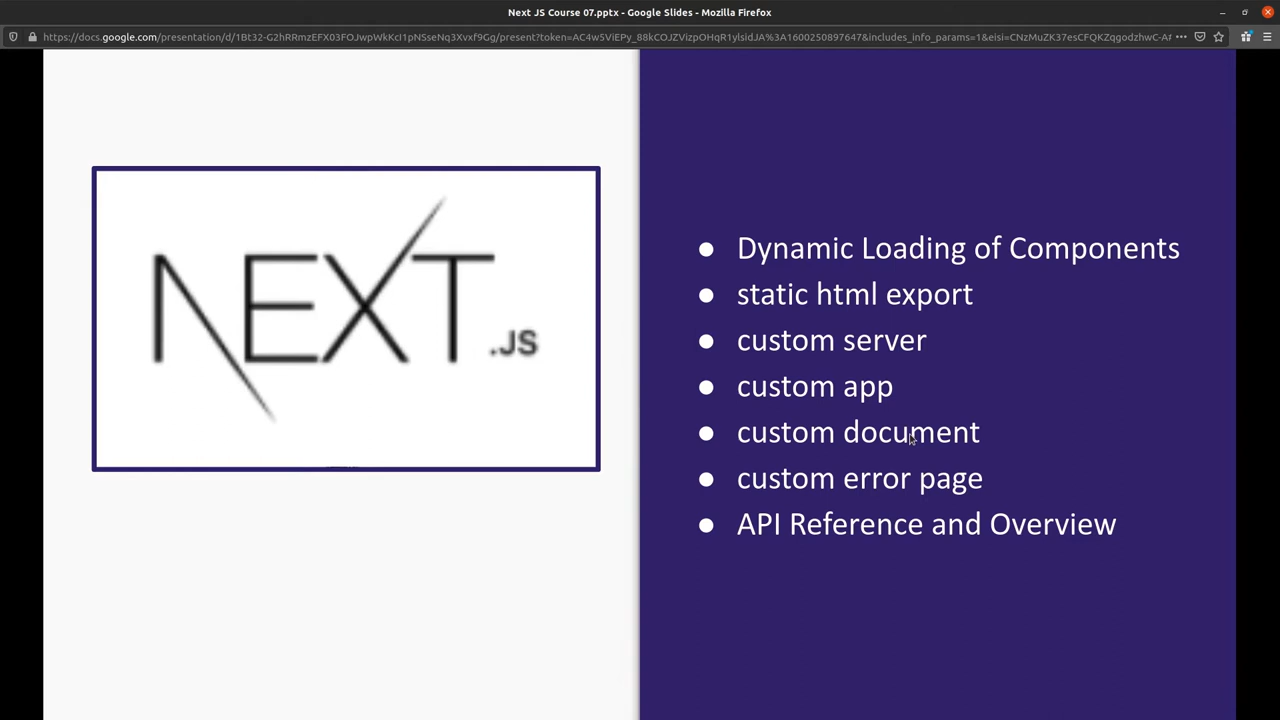 Next JS Course 07.pptx - Google Slides - Mozilla Firefox
NEXT
.JS
● Dynamic Loading of Components
● static html export
● custom server
● custom app
● custom document
● custom error page
● API Reference and Overview